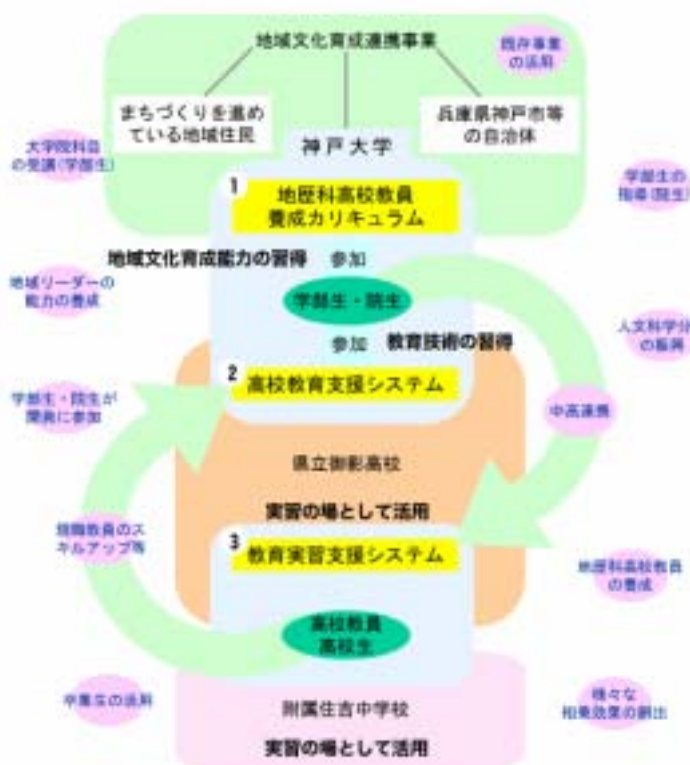 地域文化育成連携事業
既存事業
の活用
まちづくりを進め
ている地域住民
兵庫県神戸市等
の自治体
神戸大学
大学院科目
の受講(学部生)
学部生の
指導(院生)
1
地歴科高校教員
養成カリキュラム
地域文化育成能力の習得
参加
地域リーダーの
能力の養成
学部生・院生
人文科学分
の振興
参加
教育技術の習得
2
高校教育支援システム
学部生・院生が
開発に参加
中高連携
県立御影高校
実習の場として活用
現職教員のス
キルアップ等
3
教育実習支援システム
地歴科高校教員
の養成
高校教員
高校生
卒業生の活用
附属住吉中学校
様々な
相乗効果の創出
実習の場として活用